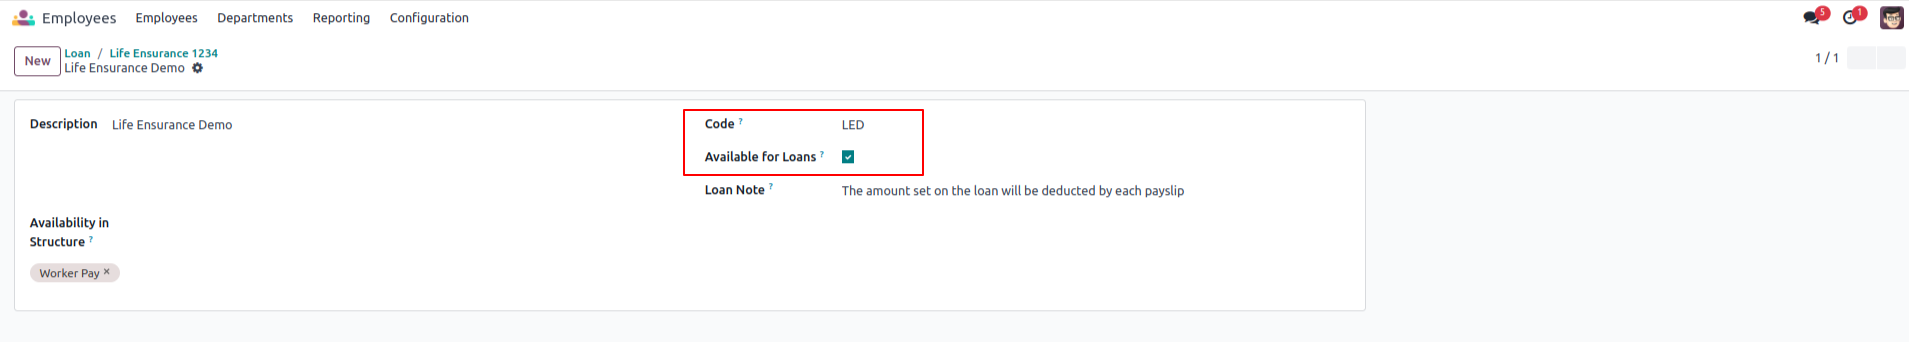 Employees Employees Departments Reporting Configuration 5 1
New Loan / Life Ensurance 1234 1 / 1
Life Ensurance Demo
Description Life Ensurance Demo Code ? LED
Available for Loans ?
Loan Note ? The amount set on the loan will be deducted by each payslip
Availability in
Structure ?
Worker Pay ×